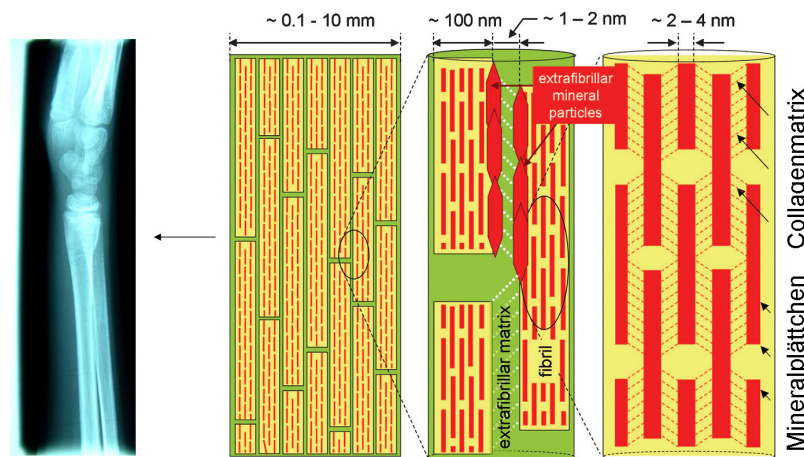 ~ 0.1 - 10 mm
~ 100 nm
~ 1 – 2 nm
~ 2 – 4 nm
extrafibrillar
mineral
particles
extrafibrillar matrix
fibril
Collagenmatrix
Mineralplättchen